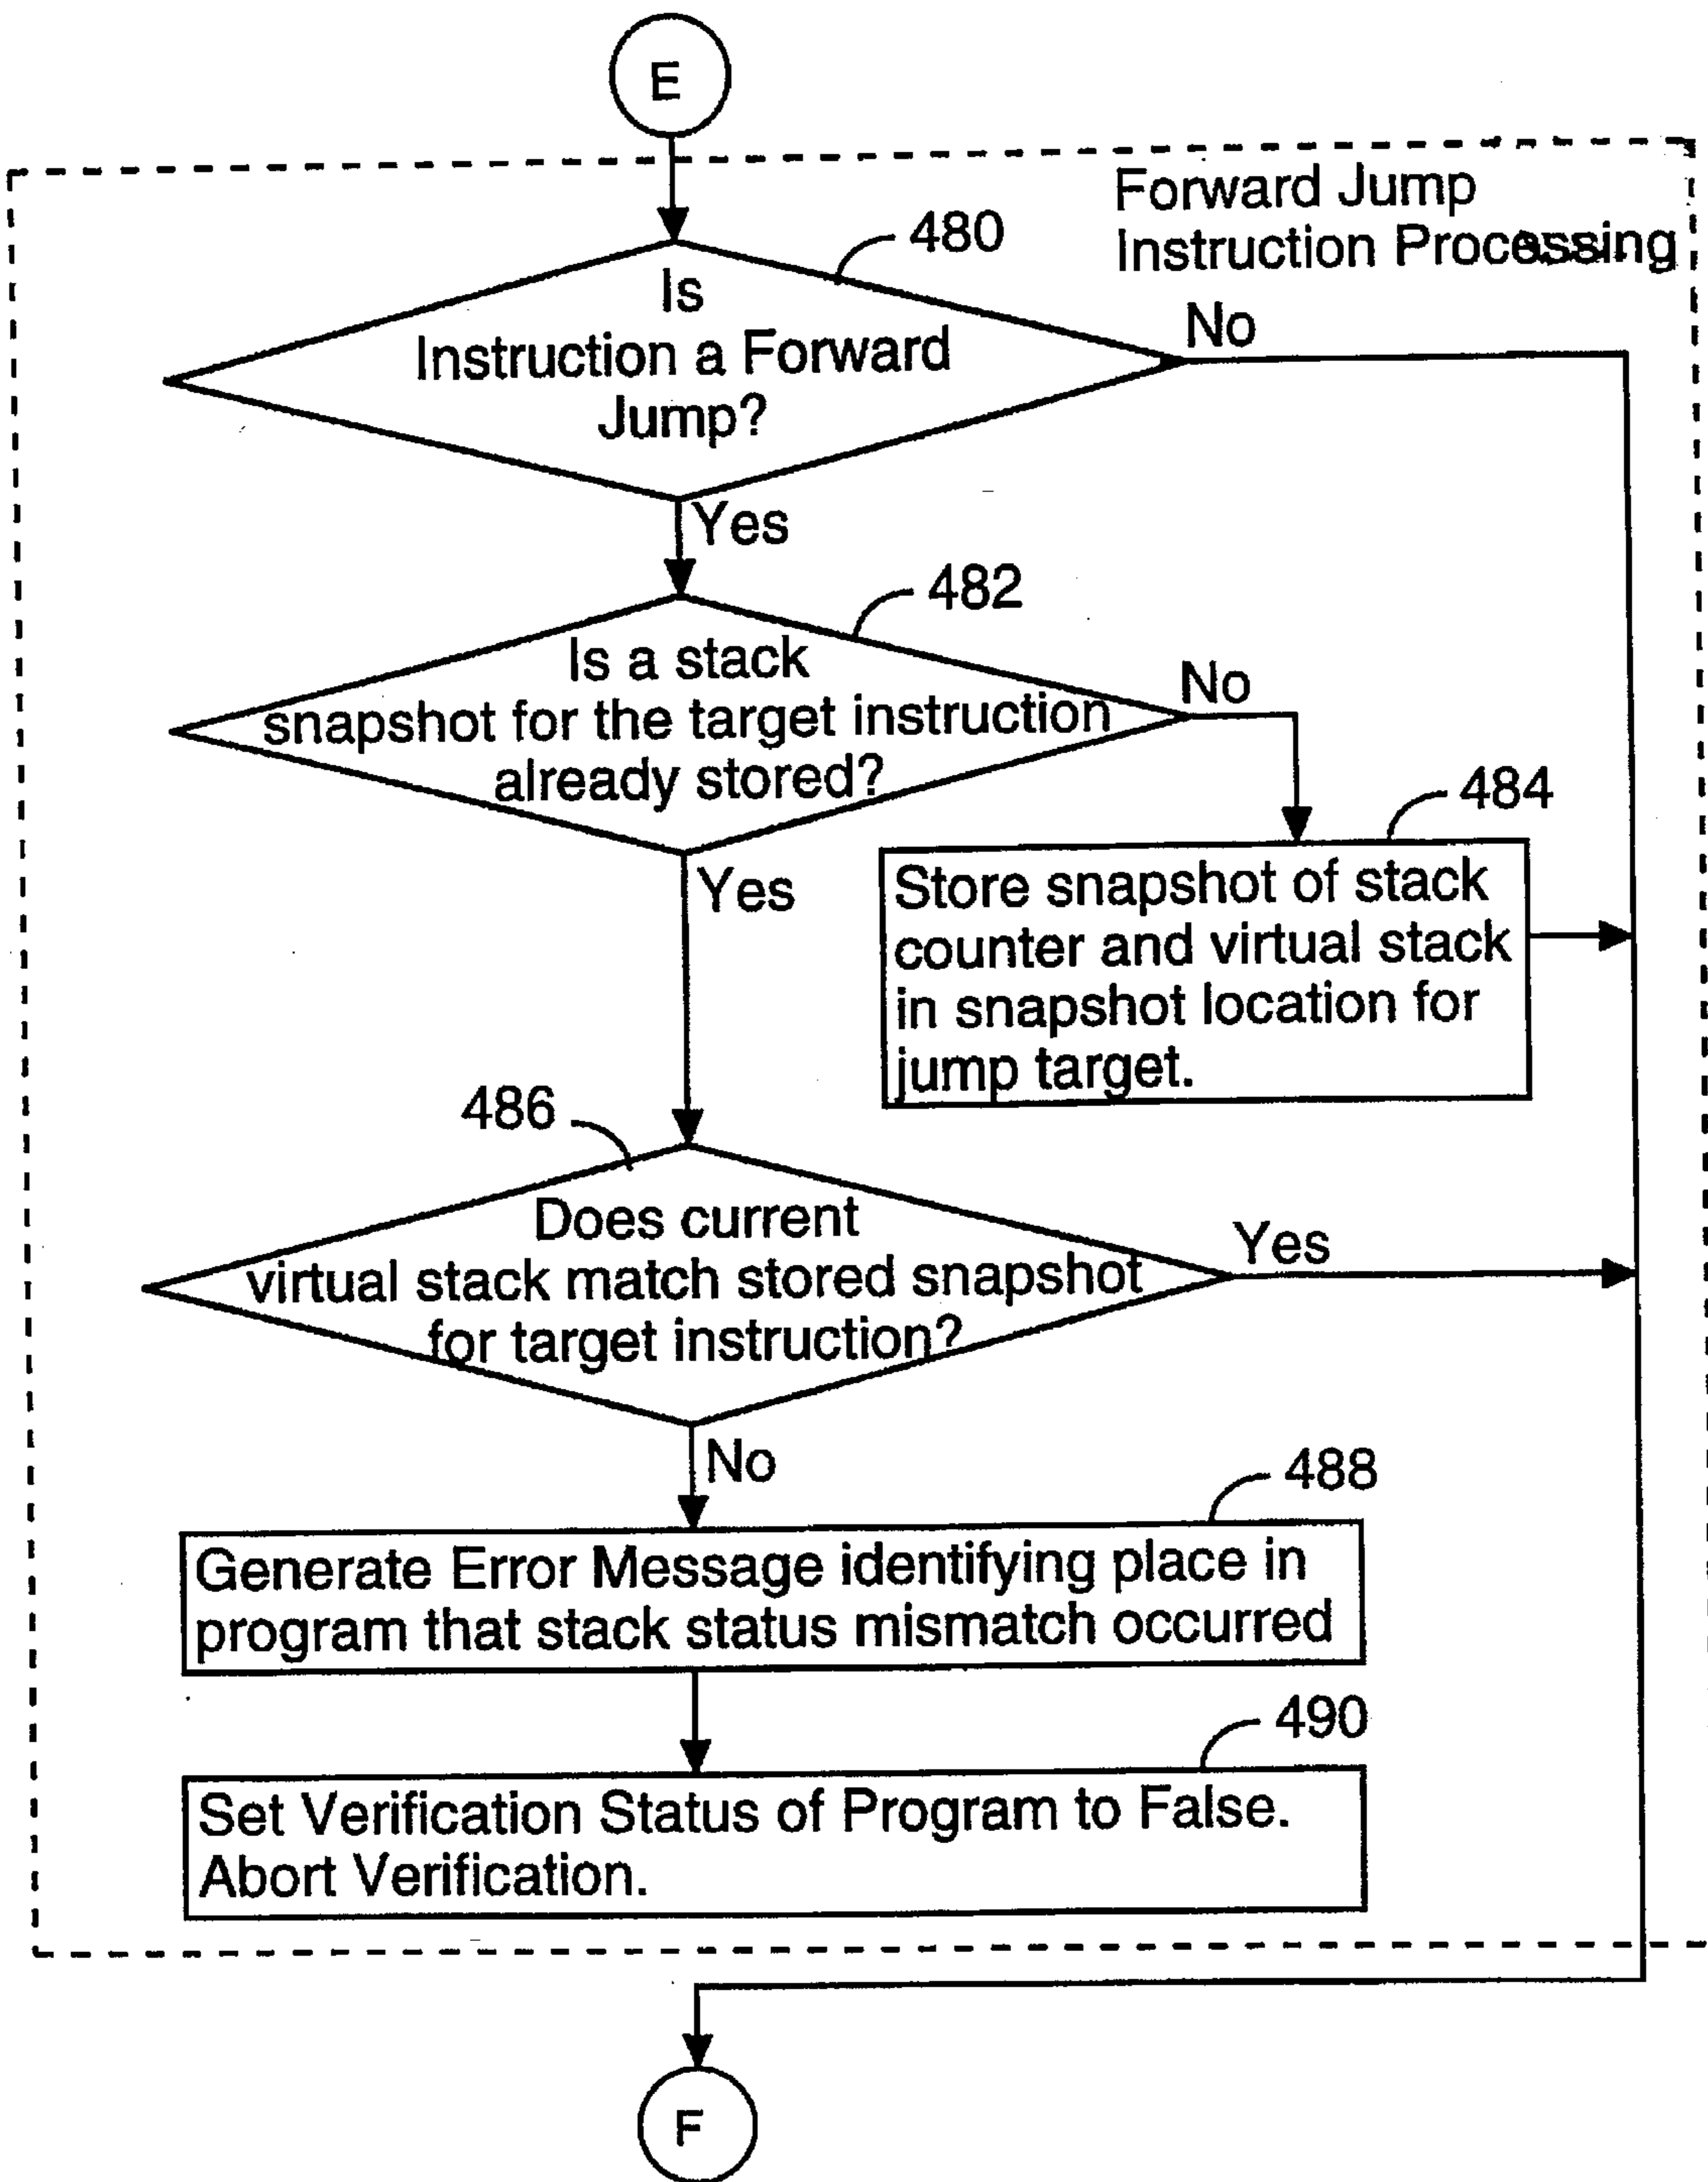 E
Forward Jump
Instruction Processing
480
Is
Instruction a Forward
Jump?
No
Yes
482
Is a stack
snapshot for the target instruction
already stored?
No
484
Yes
Store snapshot of stack
counter and virtual stack
in snapshot location for
jump target.
486
Does current
virtual stack match stored snapshot
for target instruction?
Yes
No
488
Generate Error Message identifying place in
program that stack status mismatch occurred
490
Set Verification Status of Program to False.
Abort Verification.
F